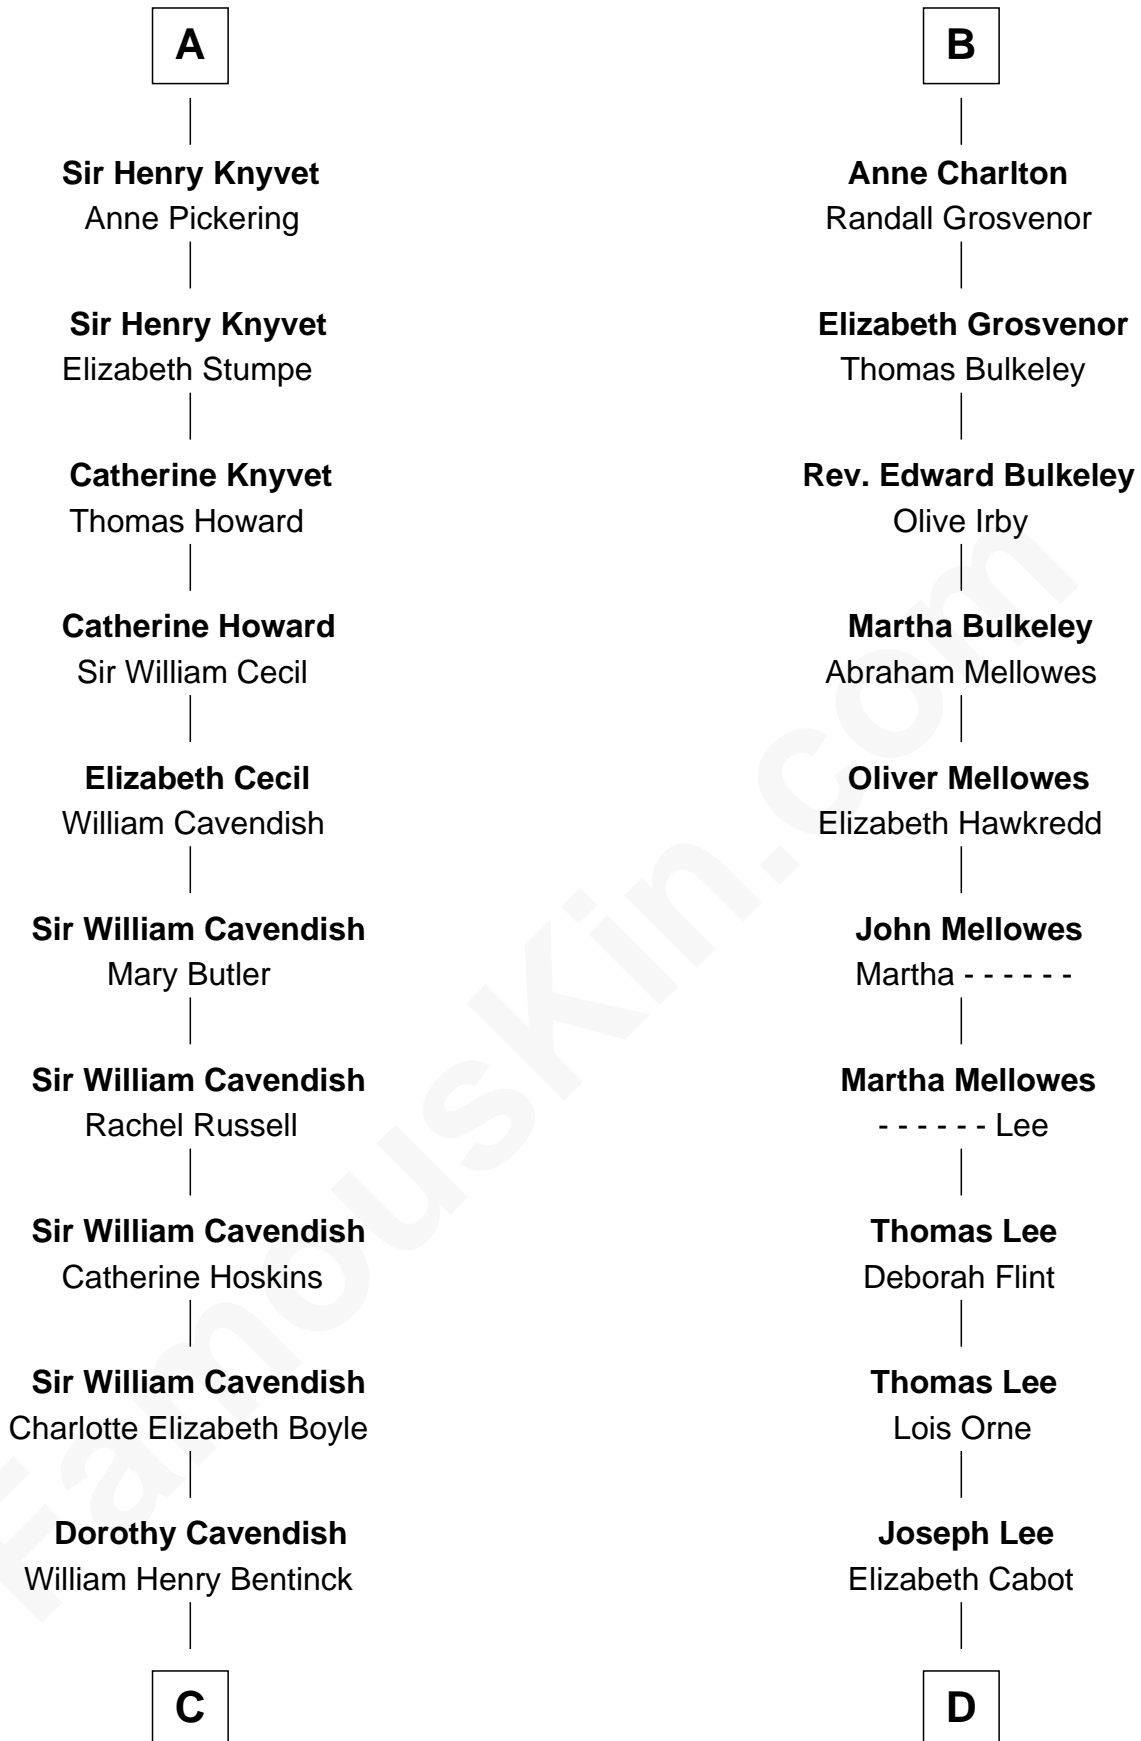 A
Sir Henry Knyvet
Anne Pickering
Sir Henry Knyvet
Elizabeth Stumpe
Catherine Knyvet
Thomas Howard
Catherine Howard
Sir William Cecil
Elizabeth Cecil
William Cavendish
Sir William Cavendish
Mary Butler
Sir William Cavendish
Rachel Russell
Sir William Cavendish
Catherine Hoskins
Sir William Cavendish
Charlotte Elizabeth Boyle
Dorothy Cavendish
William Henry Bentinck
C
B
Anne Charlton
Randall Grosvenor
Elizabeth Grosvenor
Thomas Bulkeley
Rev. Edward Bulkeley
Olive Irby
Martha Bulkeley
Abraham Mellowes
Oliver Mellowes
Elizabeth Hawkredd
John Mellowes
Martha - - - - - -
Martha Mellowes
- - - - - - Lee
Thomas Lee
Deborah Flint
Thomas Lee
Lois Orne
Joseph Lee
Elizabeth Cabot
D
FamousKin.com